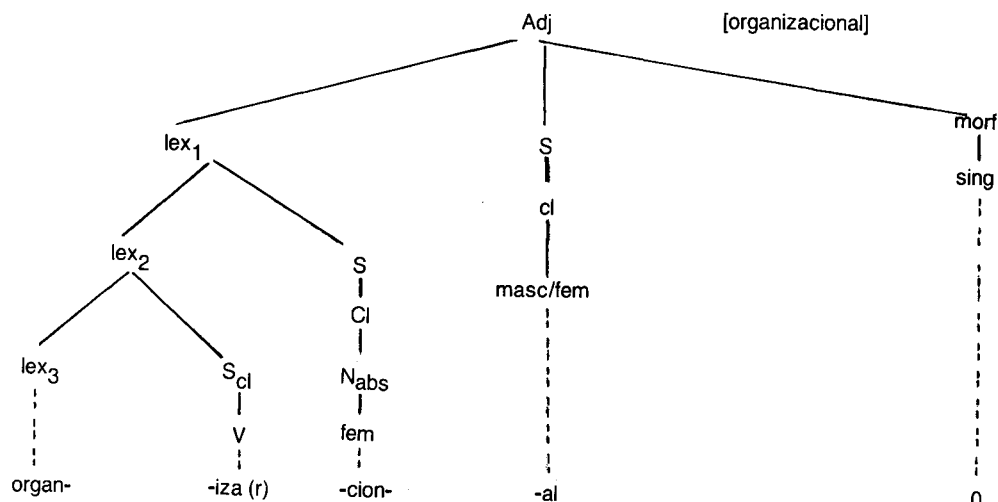 Adj [organizacional]
morf
lex1 S sing
cl
lex2 S masc/fem
Cl
lex3 Scl Nabs
V fem
organ- -iza (r) -cion- -al 0